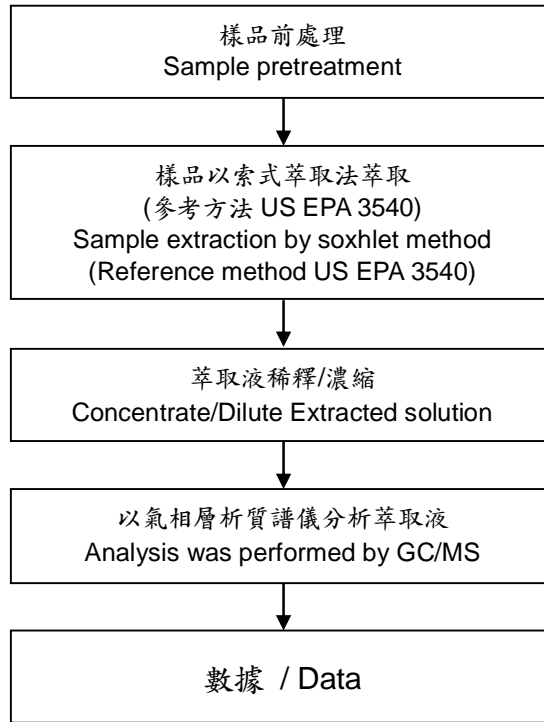 樣品前處理
Sample pretreatment
樣品以索式萃取法萃取
(參考方法 US EPA 3540)
Sample extraction by soxhlet method
(Reference method US EPA 3540)
萃取液稀釋/濃縮
Concentrate/Dilute Extracted solution
以氣相層析質譜儀分析萃取液
Analysis was performed by GC/MS
數據 / Data